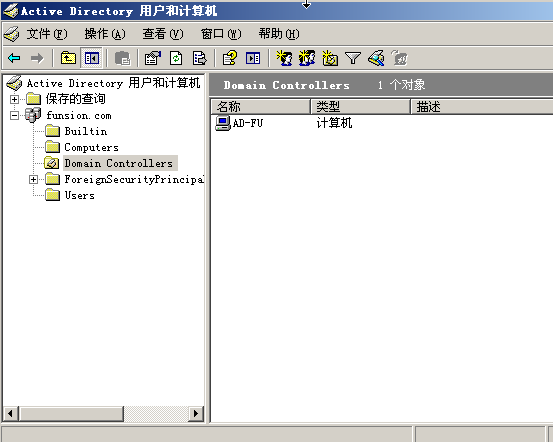 Active Directory 用户和计算机
文件(F) 操作(A) 查看(V) 窗口(W) 帮助(H)
Active Directory 用户和计算机
保存的查询
funsion.com
Builtin
Computers
Domain Controllers
ForeignSecurityPrincipal
Users
Domain Controllers 1 个对象
名称 类型 描述
AD-FU 计算机